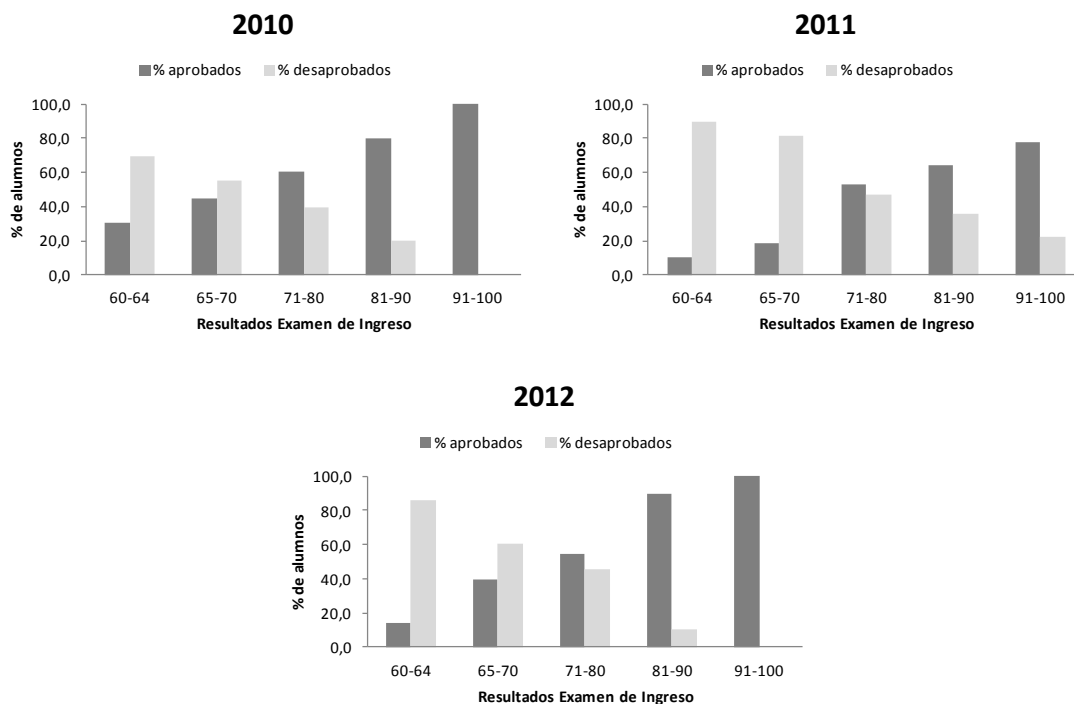 2010
% aprobados % desaprobados
100,0
80,0
60,0
40,0
20,0
0,0
% de alumnos
60-64 65-70 71-80 81-90 91-100
Resultados Examen de Ingreso
2011
% aprobados % desaprobados
100,0
80,0
60,0
40,0
20,0
0,0
% de alumnos
60-64 65-70 71-80 81-90 91-100
Resultados Examen de Ingreso
2012
% aprobados % desaprobados
100,0
80,0
60,0
40,0
20,0
0,0
% de alumnos
60-64 65-70 71-80 81-90 91-100
Resultados Examen de Ingreso